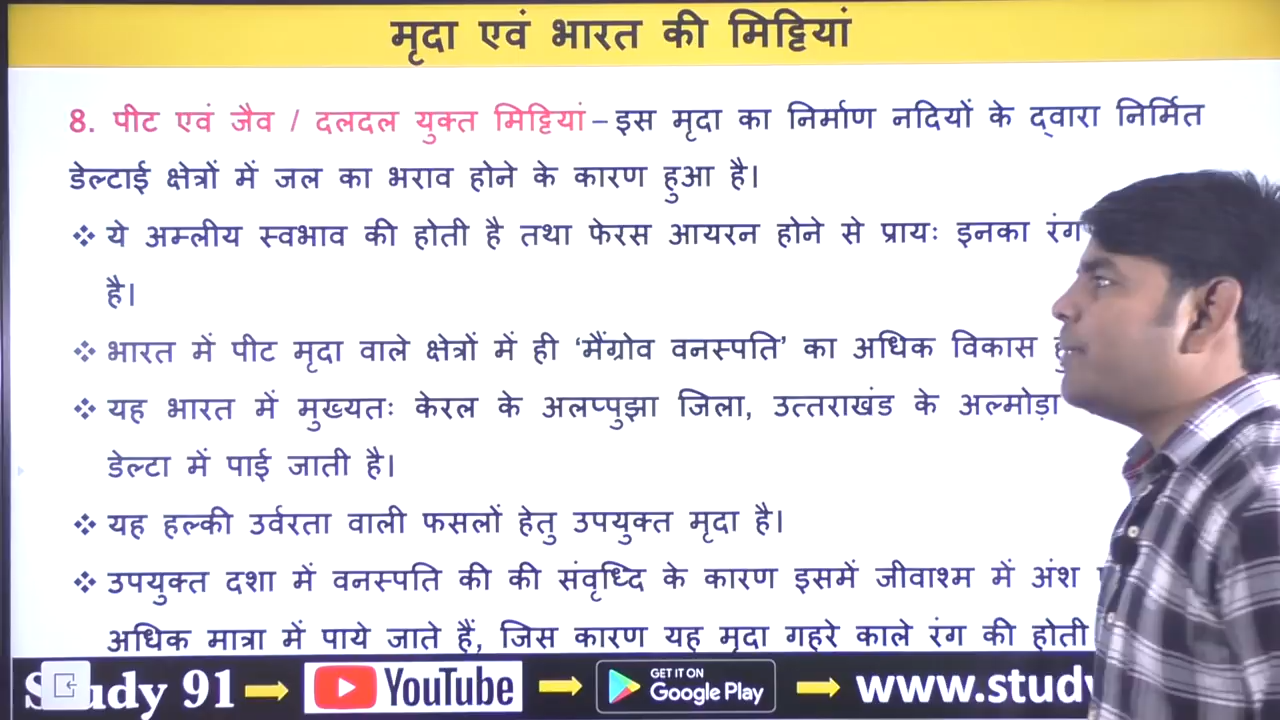 मृदा एवं भारत की मिट्टियां
8. पीट एवं जैव / दलदल युक्त मिट्टियां – इस मृदा का निर्माण नदियों के द्वारा निर्मित
डेल्टाई क्षेत्रों में जल का भराव होने के कारण हुआ है।
❖ ये अम्लीय स्वभाव की होती है तथा फेरस आयरन होने से प्रायः इनका रंग
है।
❖ भारत में पीट मृदा वाले क्षेत्रों में ही ‘मैंग्रोव वनस्पति’ का अधिक विकास
❖ यह भारत में मुख्यतः केरल के अलप्पुझा जिला, उत्तराखंड के अल्मोड़ा
डेल्टा में पाई जाती है।
❖ यह हल्की उर्वरता वाली फसलों हेतु उपयुक्त मृदा है।
❖ उपयुक्त दशा में वनस्पति की की संवृध्दि के कारण इसमें जीवाश्म में अंश
अधिक मात्रा में पाये जाते हैं, जिस कारण यह मृदा गहरे काले रंग की होती
Study 91 YouTube GET IT ON Google Play www.study